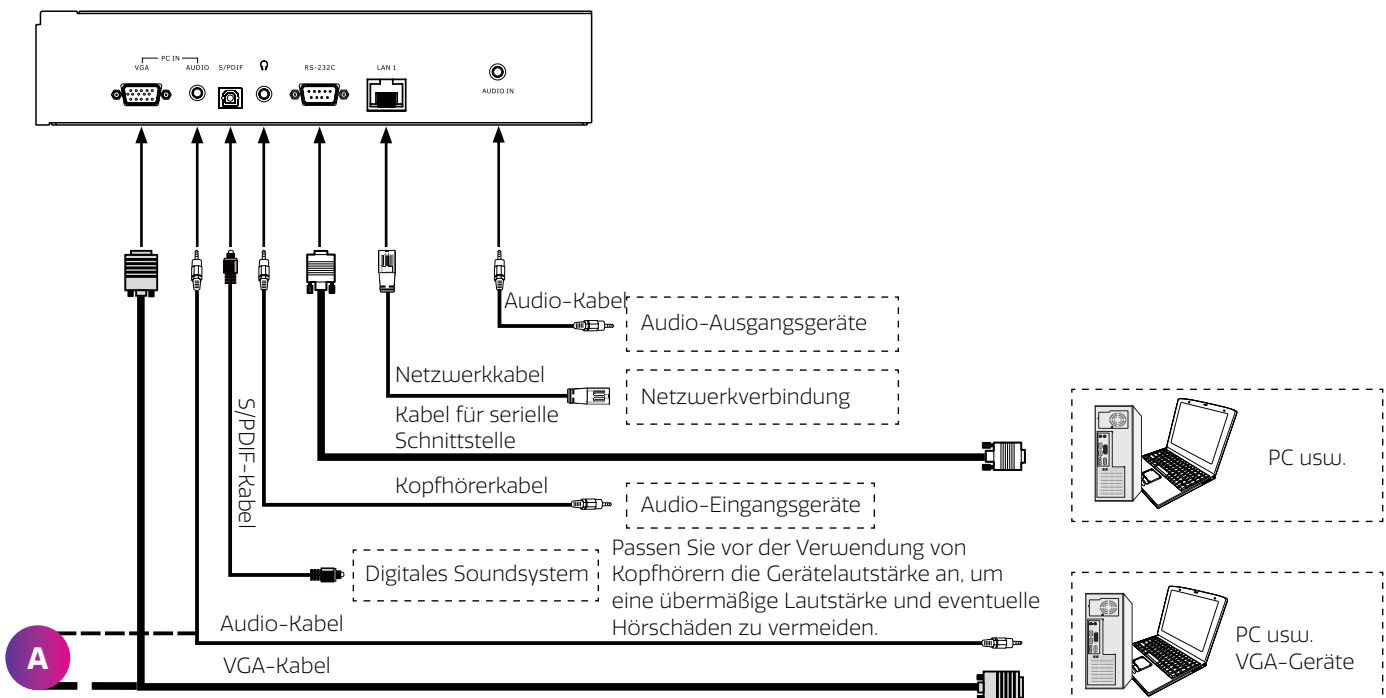 PC IN
VGA AUDIO S/PDIF RS-232C LAN 1
AUDIO IN
Audio-Kabel
Audio-Ausgangsgeräte
Netzwerkkabel
Netzwerkverbindung
Kabel für serielle
Schnittstelle
PC usw.
S/PDIF-Kabel
Kopfhörerkabel
Audio-Eingangsgeräte
Passen Sie vor der Verwendung von
Kopfhörern die Gerätelautstärke an, um
eine übermäßige Lautstärke und eventuelle
Hörschäden zu vermeiden.
Digitales Soundsystem
Audio-Kabel
A
VGA-Kabel
PC usw.
VGA-Geräte